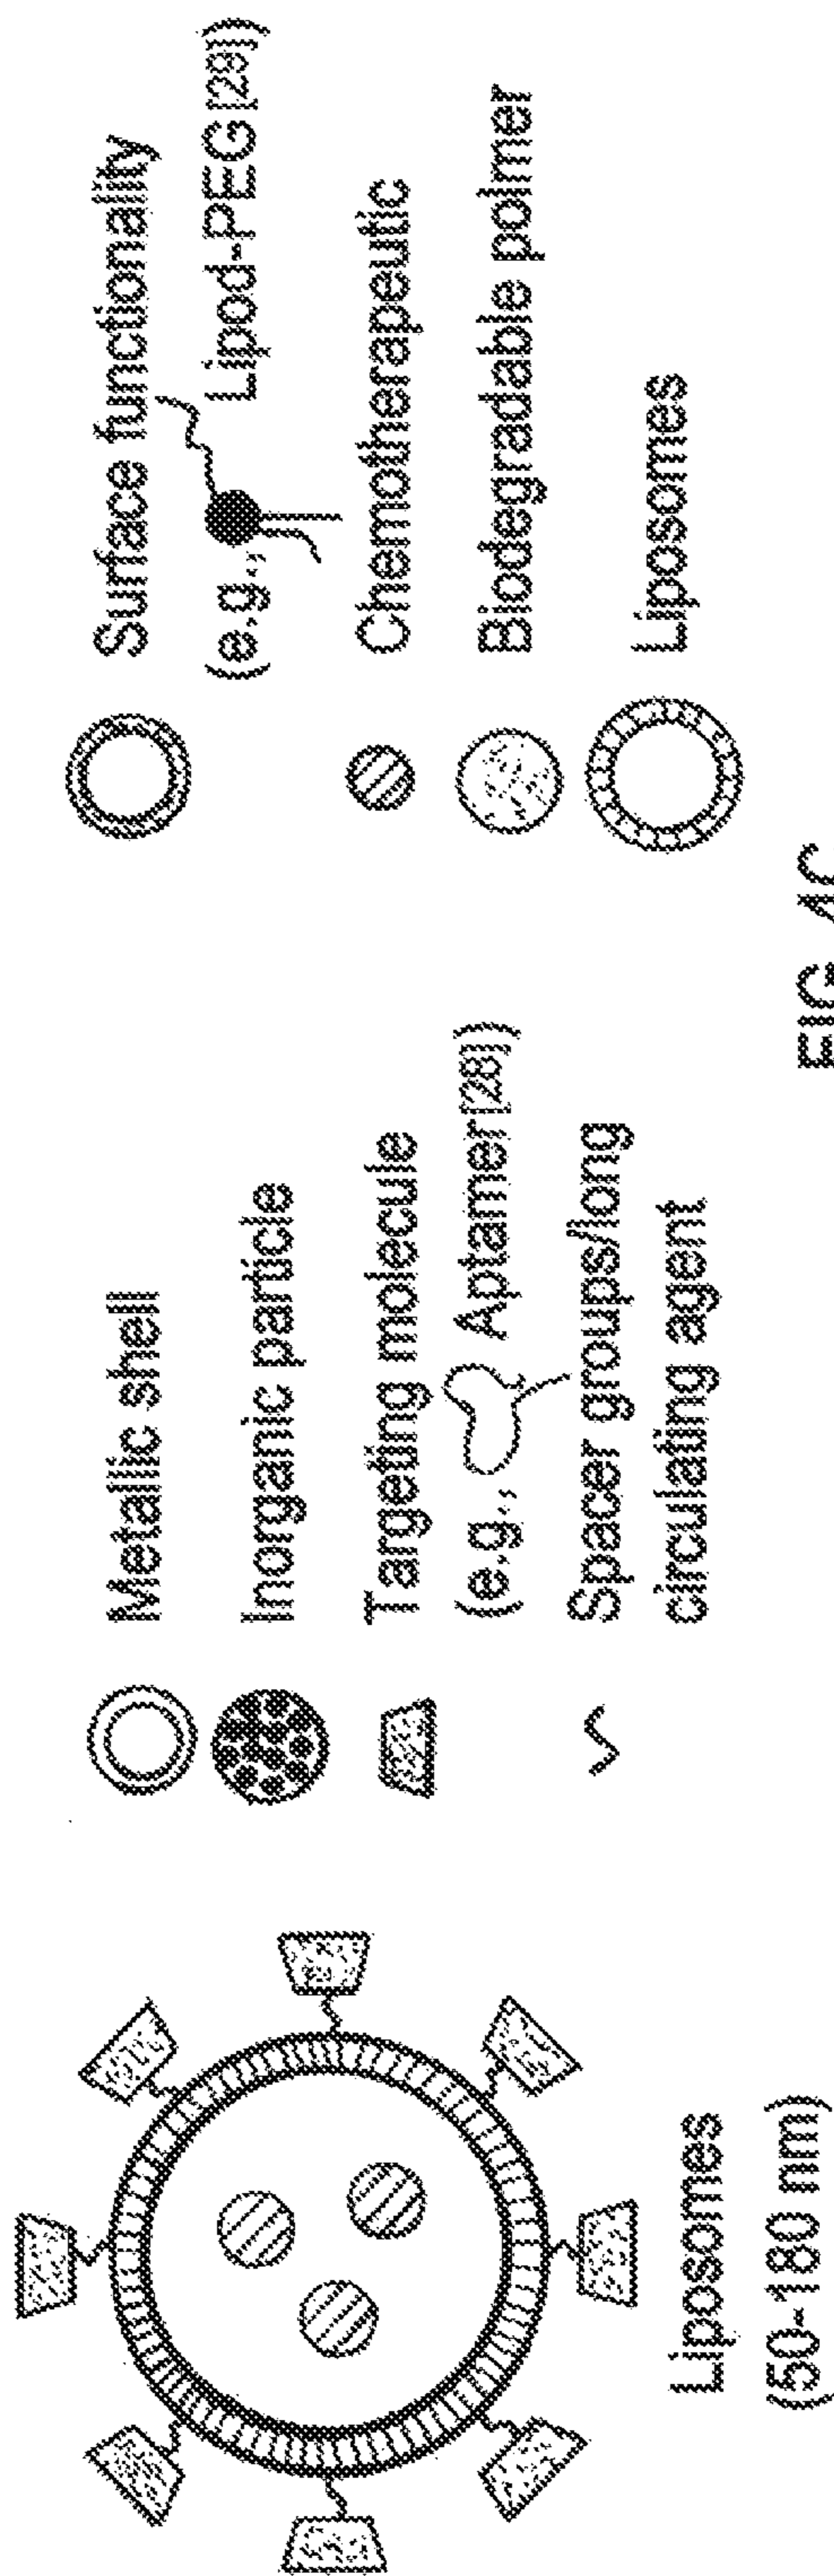 Liposomes
(50-180 nm)
Metallic shell
Inorganic particle
Targeting molecule
(e.g., Aptamer[28])
Spacer groups/long
circulating agent
Surface functionality
(e.g., Lipod-PEG[29])
Chemotherapeutic
Biodegradable polmer
Liposomes
FIG. 4C